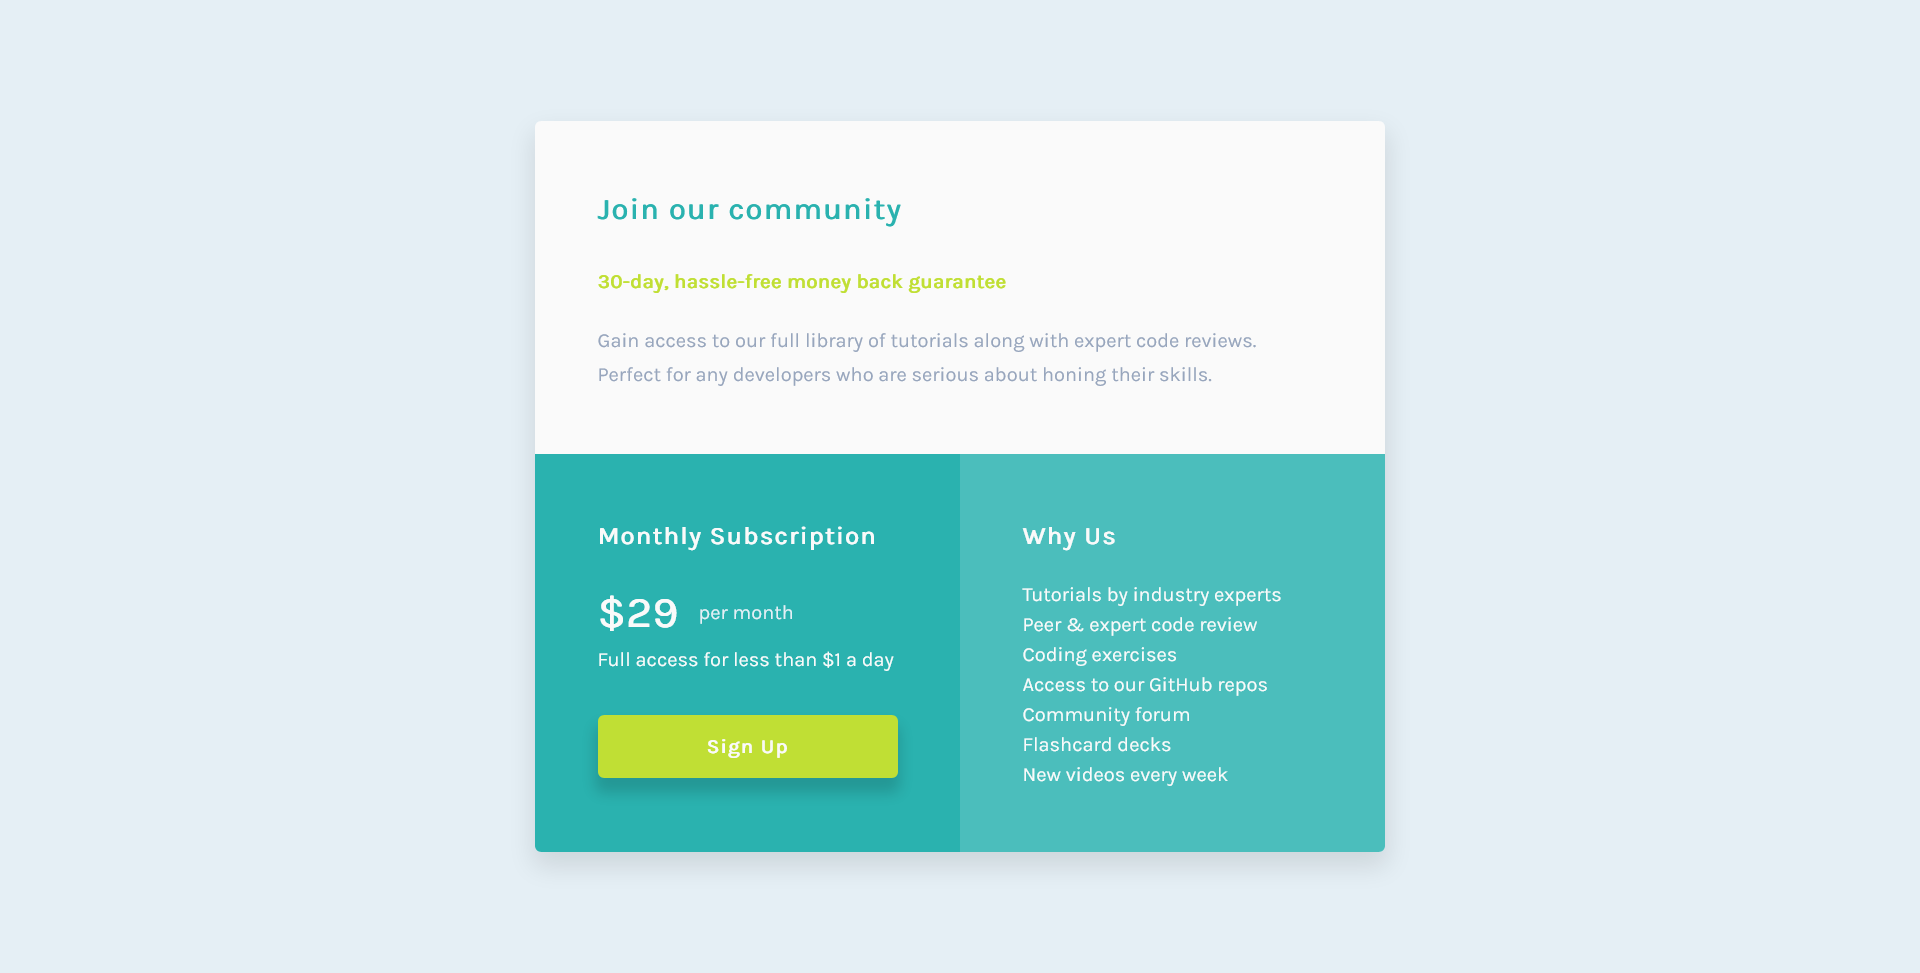 Join our community
30-day, hassle-free money back guarantee
Gain access to our full library of tutorials along with expert code reviews.
Perfect for any developers who are serious about honing their skills.
Monthly Subscription
$29 per month
Full access for less than $1 a day
Sign Up
Why Us
Tutorials by industry experts
Peer & expert code review
Coding exercises
Access to our GitHub repos
Community forum
Flashcard decks
New videos every week